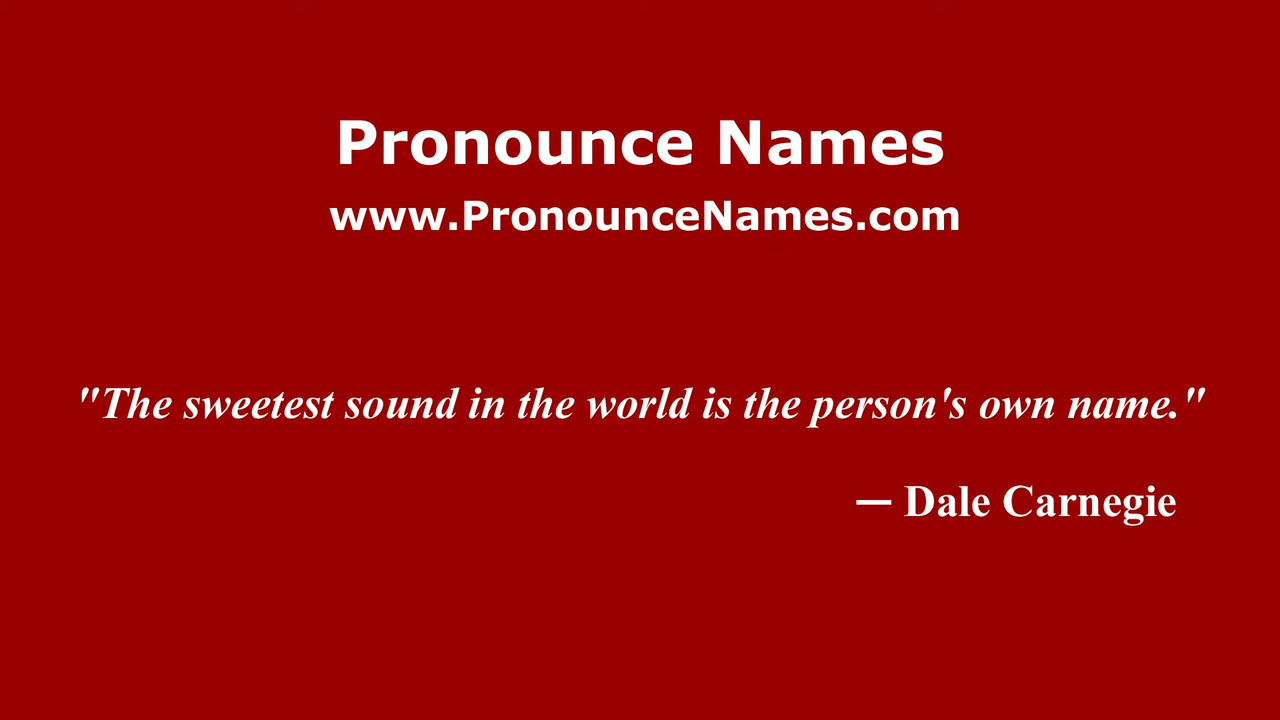 Pronounce Names
www.PronounceNames.com
"The sweetest sound in the world is the person's own name."
— Dale Carnegie